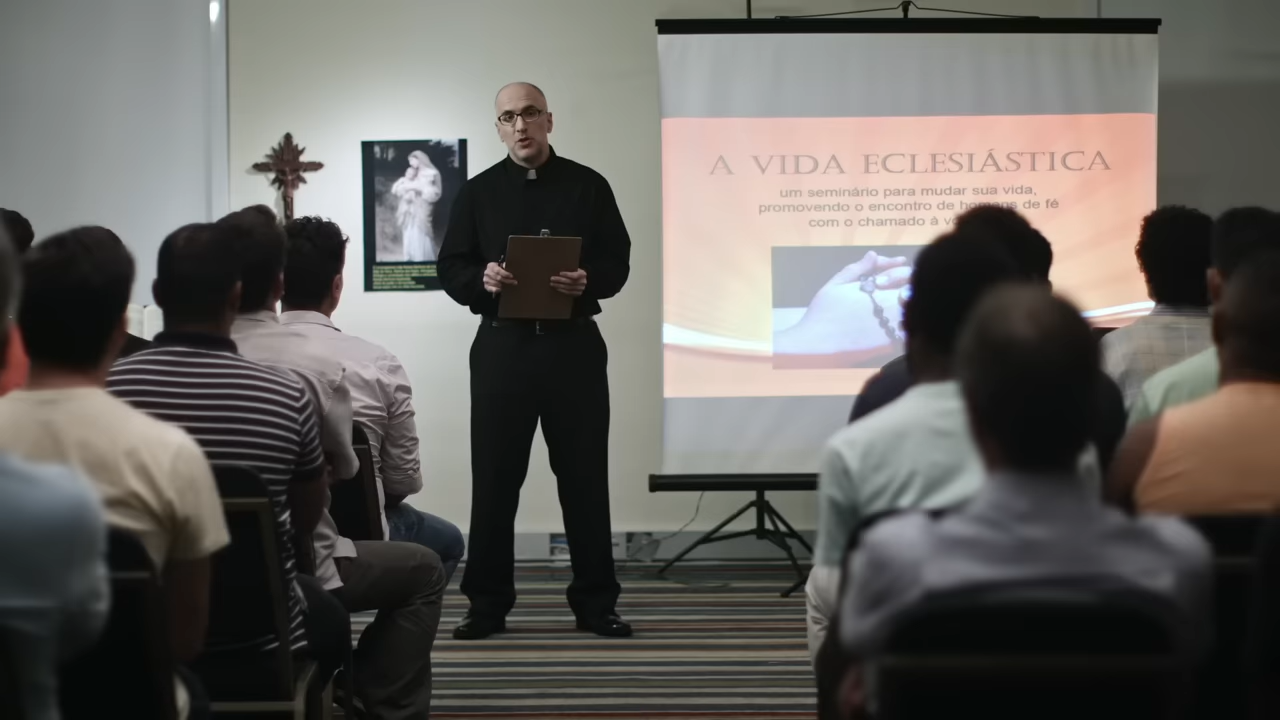 A VIDA ECLESIÁSTICA
um seminário para mudar sua vida,
promovendo o encontro de homens de fé
com o chamado à